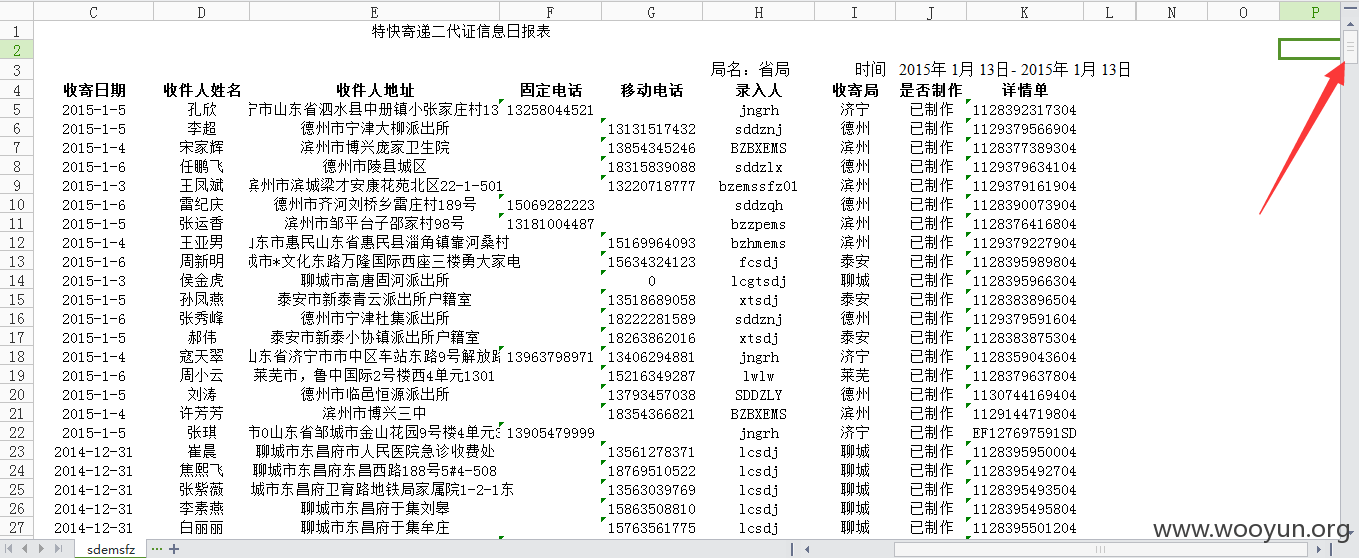 C D E F G H I J K L N O P
1 特快寄递二代证信息日报表
2
3 局名：省局 时间 2015年 1月 13日- 2015年 1月 13日
4 收寄日期 收件人姓名 收件人地址 固定电话 移动电话 录入人 收寄局 是否制作 详情单
5 2015-1-5 孔欣 宁市山东省泗水县中册镇小张家庄村13 13258044521 jngrh 济宁 已制作 1128392317304
6 2015-1-6 李超 德州市宁津大柳派出所 13131517432 sddznj 德州 已制作 1129379566904
7 2015-1-4 宋家辉 滨州市博兴庞家卫生院 13854345246 BZBXEMS 滨州 已制作 1128377389304
8 2015-1-6 任鹏飞 德州市陵县城区 18315839088 sddzlx 德州 已制作 1129379634104
9 2015-1-3 王凤斌 滨州市滨城梁才安康花苑北区22-1-501 13220718777 bzemssfz01 滨州 已制作 1129379161904
10 2015-1-6 雷纪庆 德州市齐河刘桥乡雷庄村189号 15069282223 sddzqh 德州 已制作 1128390073904
11 2015-1-5 张运香 滨州市邹平台子邵家村98号 13181004487 bzzpems 滨州 已制作 1128376416804
12 2015-1-4 王亚男 山东市惠民山东省惠民县淄角镇靠河桑村 15169964093 bzhmems 滨州 已制作 1129379227904
13 2015-1-6 周新明 城市*文化东路万隆国际西座三楼勇大家电 15634324123 fcsdj 泰安 已制作 1128395989804
14 2015-1-3 侯金虎 聊城市高唐固河派出所 0 lcgtsdj 聊城 已制作 1128395966304
15 2015-1-5 孙凤燕 泰安市新泰青云派出所户籍室 13518689058 xtsdj 泰安 已制作 1128383896504
16 2015-1-6 张秀峰 德州市宁津杜集派出所 18222281589 sddznj 德州 已制作 1129379591604
17 2015-1-5 郝伟 泰安市新泰小协镇派出所户籍室 18263862016 xtsdj 泰安 已制作 1128383875304
18 2015-1-4 寇天翠 山东省济宁市市中区车站东路9号解放路 13963798971 13406294881 jngrh 济宁 已制作 1128359043604
19 2015-1-6 周小云 莱芜市，鲁中国际2号楼西4单元1301 15216349287 lwlw 莱芜 已制作 1128379637804
20 2015-1-5 刘涛 德州市临邑恒源派出所 13793457038 SDDZLY 德州 已制作 1130744169404
21 2015-1-4 许芳芳 滨州市博兴三中 18354366821 BZBXEMS 滨州 已制作 1129144719804
22 2015-1-5 张琪 市0山东省邹城市金山花园9号楼4单元3 13905479999 jngrh 济宁 已制作 EF127697591SD
23 2014-12-31 崔晨 聊城市东昌府市人民医院急诊收费处 13561278371 lcsdj 聊城 已制作 1128395950004
24 2014-12-31 焦熙飞 聊城市东昌府东昌西路188号5#4-508 18769510522 lcsdj 聊城 已制作 1128395492704
25 2014-12-31 张紫薇 城市东昌府卫育路地铁局家属院1-2-1东 13563039769 lcsdj 聊城 已制作 1128395493504
26 2014-12-31 李素燕 聊城市东昌府于集刘皋 15863508810 lcsdj 聊城 已制作 1128395495804
27 2014-12-31 白丽丽 聊城市东昌府于集牟庄 15763561775 lcsdj 聊城 已制作 1128395501204
www.wooyun.org
sdemsfz